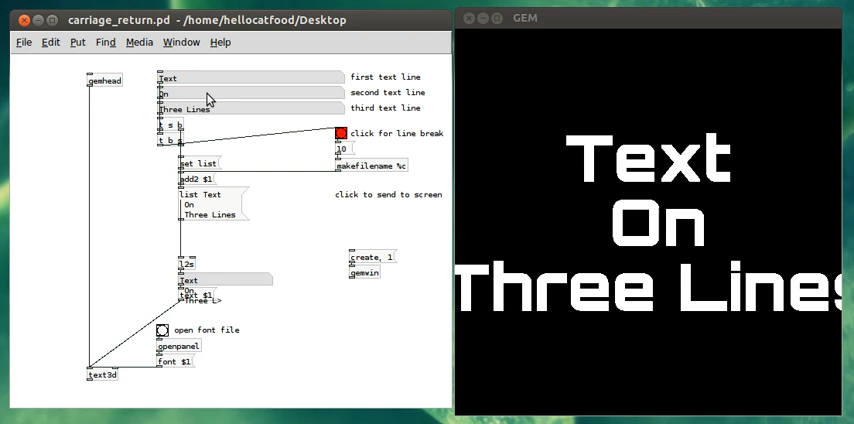 carriage_return.pd - /home/hellocatfood/Desktop
File Edit Put Find Media Window Help
gemhead
Text
first text line
On
second text line
Three Lines
third text line
t s b
t b a
click for line break
10
makefilename %c
set list
add2 $1
list Text
On
Three Lines
click to send to screen
create, 1
gemwin
l2s
Text
On
text $1
Three L>
open font file
openpanel
font $1
text3d
GEM
Text
On
Three Lines